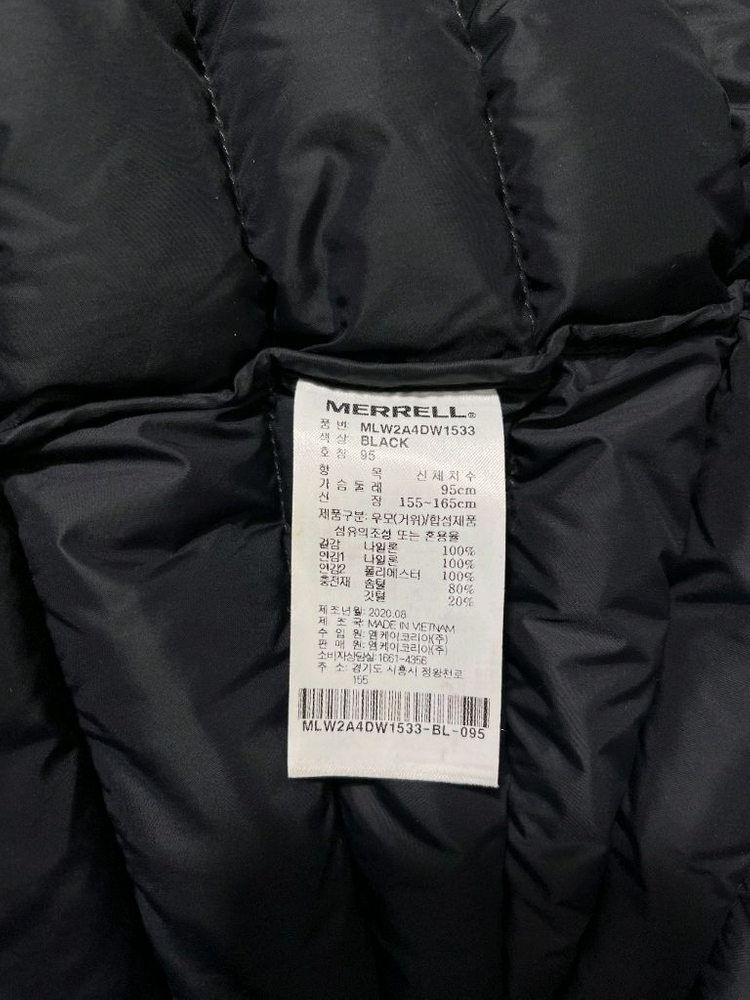 MERRELL®
품 번: MLW2A4DW1533
색 상: BLACK
호 칭: 95
항 목 신체치수
가슴둘레 95cm
신 장 155~165cm
제품구분: 우모(거위)/합성제품
섬유의조성 또는 혼용율
겉감 나일론 100%
안감1 나일론 100%
안감2 폴리에스터 100%
충전재 솜털 80%
깃털 20%
제조년월: 2020.08
제 조 국: MADE IN VIETNAM
수 입 원: 엠케이코리아(주)
판 매 원: 엠케이코리아(주)
소비자상담실: 1661-4356
주 소: 경기도 시흥시 정왕천로
155
MLW2A4DW1533-BL-095